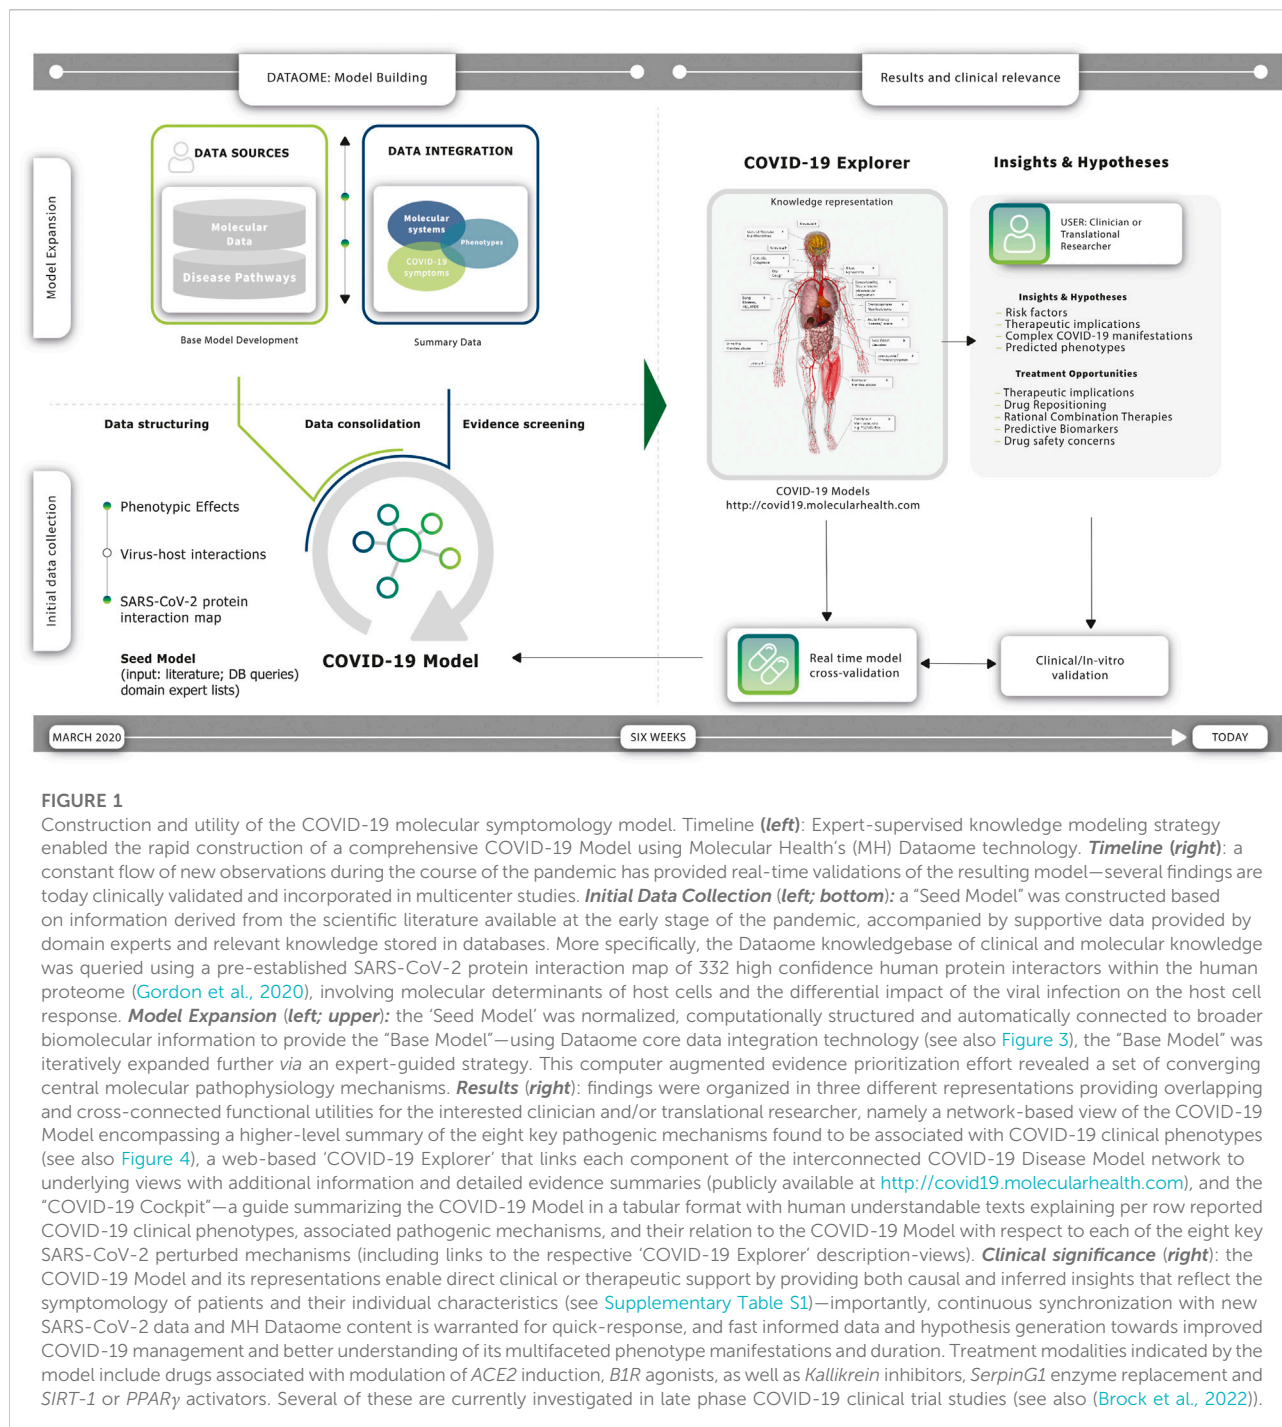 DATAOME: Model Building
Results and clinical relevance
Model Expansion
DATA SOURCES
Molecular
Data
Disease Pathways
Base Model Development
DATA INTEGRATION
Molecular
systems
Phenotypes
COVID-19
symptoms
Summary Data
Data structuring
Data consolidation
Evidence screening
Initial data collection
Phenotypic Effects
Virus-host interactions
SARS-CoV-2 protein
interaction map
Seed Model
(input: literature; DB queries)
domain expert lists)
COVID-19 Model
COVID-19 Explorer
Knowledge representation
COVID-19 Models
http://covid19.molecularhealth.com
Insights & Hypotheses
USER: Clinician or
Translational
Researcher
Insights & Hypotheses
– Risk factors
– Therapeutic implications
– Complex COVID-19 manifestations
– Predicted phenotypes
Treatment Opportunities
– Therapeutic implications
– Drug Repositioning
– Rational Combination Therapies
– Predictive Biomarkers
– Drug safety concerns
Real time model
cross-validation
Clinical/In-vitro
validation
MARCH 2020
SIX WEEKS
TODAY
FIGURE 1
Construction and utility of the COVID-19 molecular symptomology model. Timeline (left): Expert-supervised knowledge modeling strategy
enabled the rapid construction of a comprehensive COVID-19 Model using Molecular Health's (MH) Dataome technology. Timeline (right): a
constant flow of new observations during the course of the pandemic has provided real-time validations of the resulting model—several findings are
today clinically validated and incorporated in multicenter studies. Initial Data Collection (left; bottom): a "Seed Model" was constructed based
on information derived from the scientific literature available at the early stage of the pandemic, accompanied by supportive data provided by
domain experts and relevant knowledge stored in databases. More specifically, the Dataome knowledgebase of clinical and molecular knowledge
was queried using a pre-established SARS-CoV-2 protein interaction map of 332 high confidence human protein interactors within the human
proteome (Gordon et al., 2020), involving molecular determinants of host cells and the differential impact of the viral infection on the host cell
response. Model Expansion (left; upper): the 'Seed Model' was normalized, computationally structured and automatically connected to broader
biomolecular information to provide the "Base Model"—using Dataome core data integration technology (see also Figure 3), the "Base Model" was
iteratively expanded further via an expert-guided strategy. This computer augmented evidence prioritization effort revealed a set of converging
central molecular pathophysiology mechanisms. Results (right): findings were organized in three different representations providing overlapping
and cross-connected functional utilities for the interested clinician and/or translational researcher, namely a network-based view of the COVID-19
Model encompassing a higher-level summary of the eight key pathogenic mechanisms found to be associated with COVID-19 clinical phenotypes
(see also Figure 4), a web-based 'COVID-19 Explorer' that links each component of the interconnected COVID-19 Disease Model network to
underlying views with additional information and detailed evidence summaries (publicly available at http://covid19.molecularhealth.com), and the
"COVID-19 Cockpit"—a guide summarizing the COVID-19 Model in a tabular format with human understandable texts explaining per row reported
COVID-19 clinical phenotypes, associated pathogenic mechanisms, and their relation to the COVID-19 Model with respect to each of the eight key
SARS-CoV-2 perturbed mechanisms (including links to the respective 'COVID-19 Explorer' description-views). Clinical significance (right): the
COVID-19 Model and its representations enable direct clinical or therapeutic support by providing both causal and inferred insights that reflect the
symptomology of patients and their individual characteristics (see Supplementary Table S1)—importantly, continuous synchronization with new
SARS-CoV-2 data and MH Dataome content is warranted for quick-response, and fast informed data and hypothesis generation towards improved
COVID-19 management and better understanding of its multifaceted phenotype manifestations and duration. Treatment modalities indicated by the
model include drugs associated with modulation of ACE2 induction, B1R agonists, as well as Kallikrein inhibitors, SerpinG1 enzyme replacement and
SIRT-1 or PPARγ activators. Several of these are currently investigated in late phase COVID-19 clinical trial studies (see also (Brock et al., 2022)).